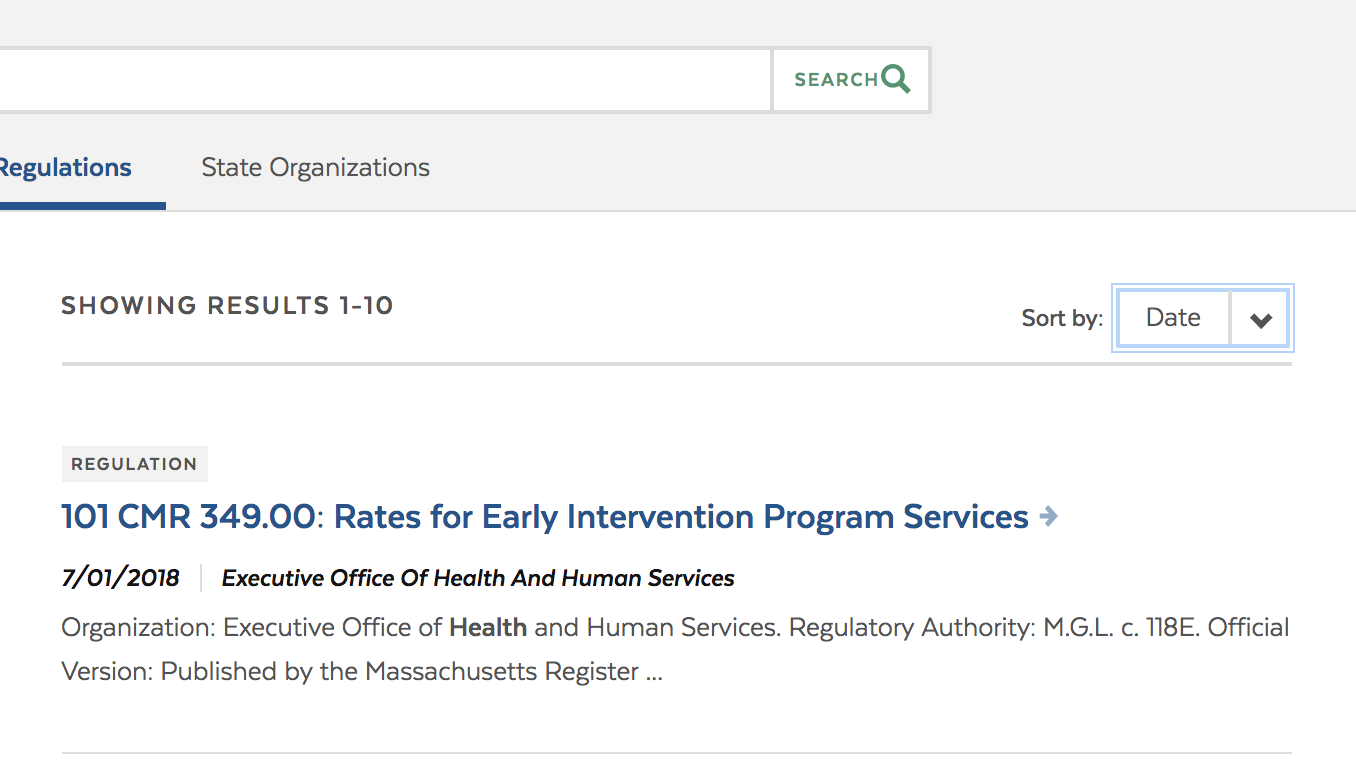 SEARCH
Regulations State Organizations
SHOWING RESULTS 1-10
Sort by: Date
REGULATION
101 CMR 349.00: Rates for Early Intervention Program Services
7/01/2018 Executive Office Of Health And Human Services
Organization: Executive Office of Health and Human Services. Regulatory Authority: M.G.L. c. 118E. Official
Version: Published by the Massachusetts Register ...